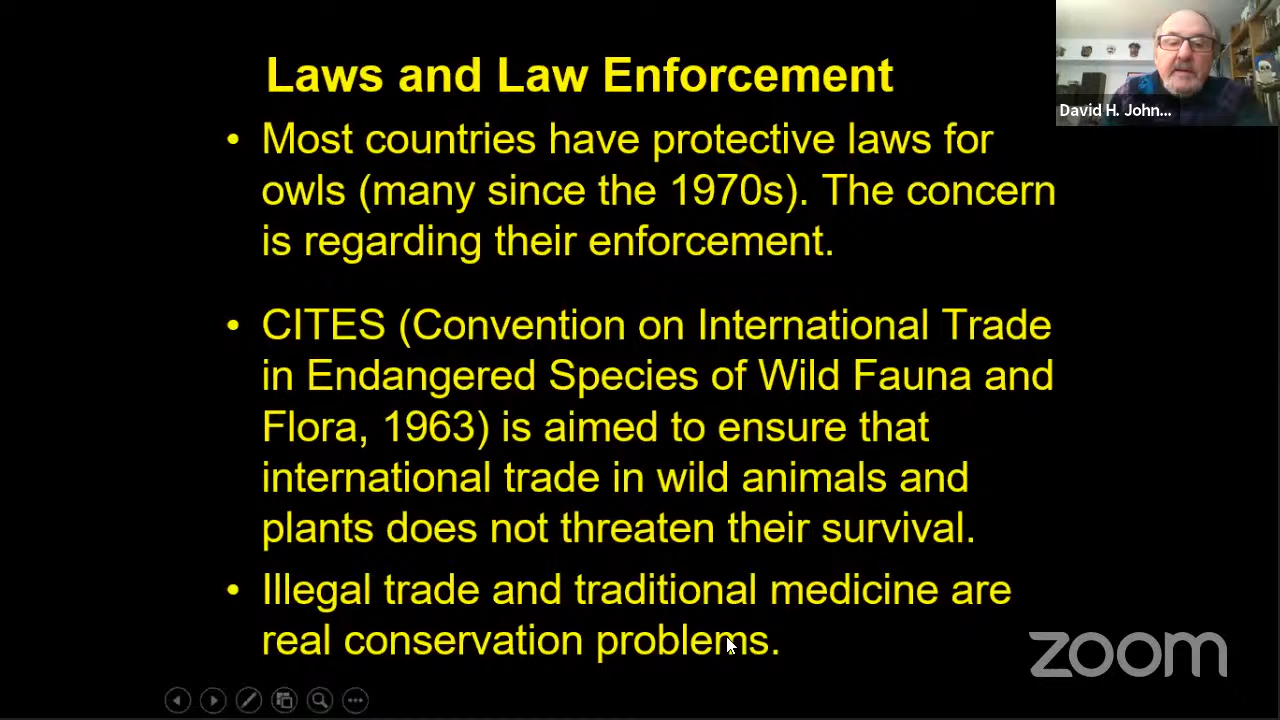 Laws and Law Enforcement
David H. John...
• Most countries have protective laws for
owls (many since the 1970s). The concern
is regarding their enforcement.
• CITES (Convention on International Trade
in Endangered Species of Wild Fauna and
Flora, 1963) is aimed to ensure that
international trade in wild animals and
plants does not threaten their survival.
• Illegal trade and traditional medicine are
real conservation problems.
zoom